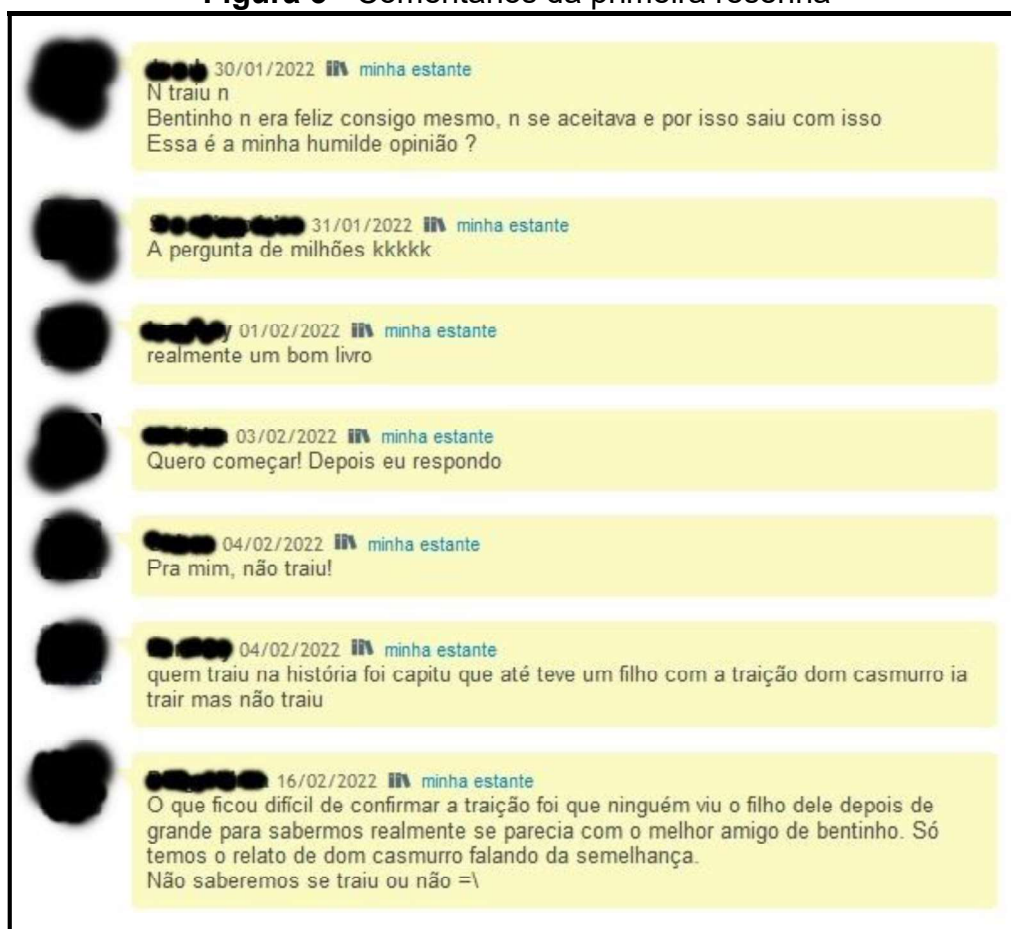 30/01/2022 minha estante
N traiu n
Bentinho n era feliz consigo mesmo, n se aceitava e por isso saiu com isso
Essa é a minha humilde opinião ?
31/01/2022 minha estante
A pergunta de milhões kkkkk
01/02/2022 minha estante
realmente um bom livro
03/02/2022 minha estante
Quero começar! Depois eu respondo
04/02/2022 minha estante
Pra mim, não traiu!
04/02/2022 minha estante
quem traiu na história foi capitu que até teve um filho com a traição dom casmurro ia
trair mas não traiu
16/02/2022 minha estante
O que ficou difícil de confirmar a traição foi que ninguém viu o filho dele depois de
grande para sabermos realmente se parecia com o melhor amigo de bentinho. Só
temos o relato de dom casmurro falando da semelhança.
Não saberemos se traiu ou não =\